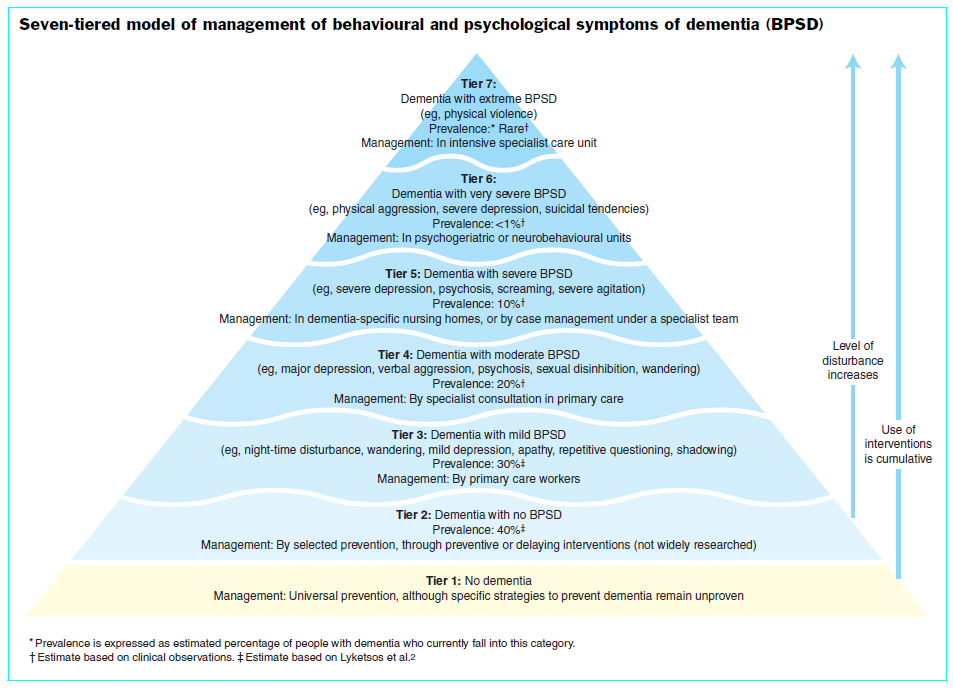 Seven-tiered model of management of behavioural and psychological symptoms of dementia (BPSD)
Tier 7:
Dementia with extreme BPSD
(eg, physical violence)
Prevalence:* Rare†
Management: In intensive specialist care unit
Tier 6:
Dementia with very severe BPSD
(eg, physical aggression, severe depression, suicidal tendencies)
Prevalence: <1%†
Management: In psychogeriatric or neurobehavioural units
Tier 5: Dementia with severe BPSD
(eg, severe depression, psychosis, screaming, severe agitation)
Prevalence: 10%†
Management: In dementia-specific nursing homes, or by case management under a specialist team
Tier 4: Dementia with moderate BPSD
(eg, major depression, verbal aggression, psychosis, sexual disinhibition, wandering)
Prevalence: 20%†
Management: By specialist consultation in primary care
Tier 3: Dementia with mild BPSD
(eg, night-time disturbance, wandering, mild depression, apathy, repetitive questioning, shadowing)
Prevalence: 30%‡
Management: By primary care workers
Tier 2: Dementia with no BPSD
Prevalence: 40%‡
Management: By selected prevention, through preventive or delaying interventions (not widely researched)
Tier 1: No dementia
Management: Universal prevention, although specific strategies to prevent dementia remain unproven
Level of
disturbance
increases
Use of
interventions
is cumulative
* Prevalence is expressed as estimated percentage of people with dementia who currently fall into this category.
† Estimate based on clinical observations. ‡ Estimate based on Lyketsos et al.2